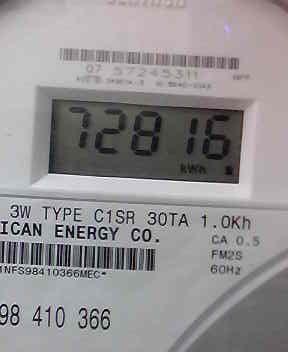 07 57245311
72816
kWh
3W TYPE C1SR 30TA 1.0Kh
ICAN ENERGY CO.
CA 0.5
FM2S
60Hz
1NFS98410366MEC*
98 410 366